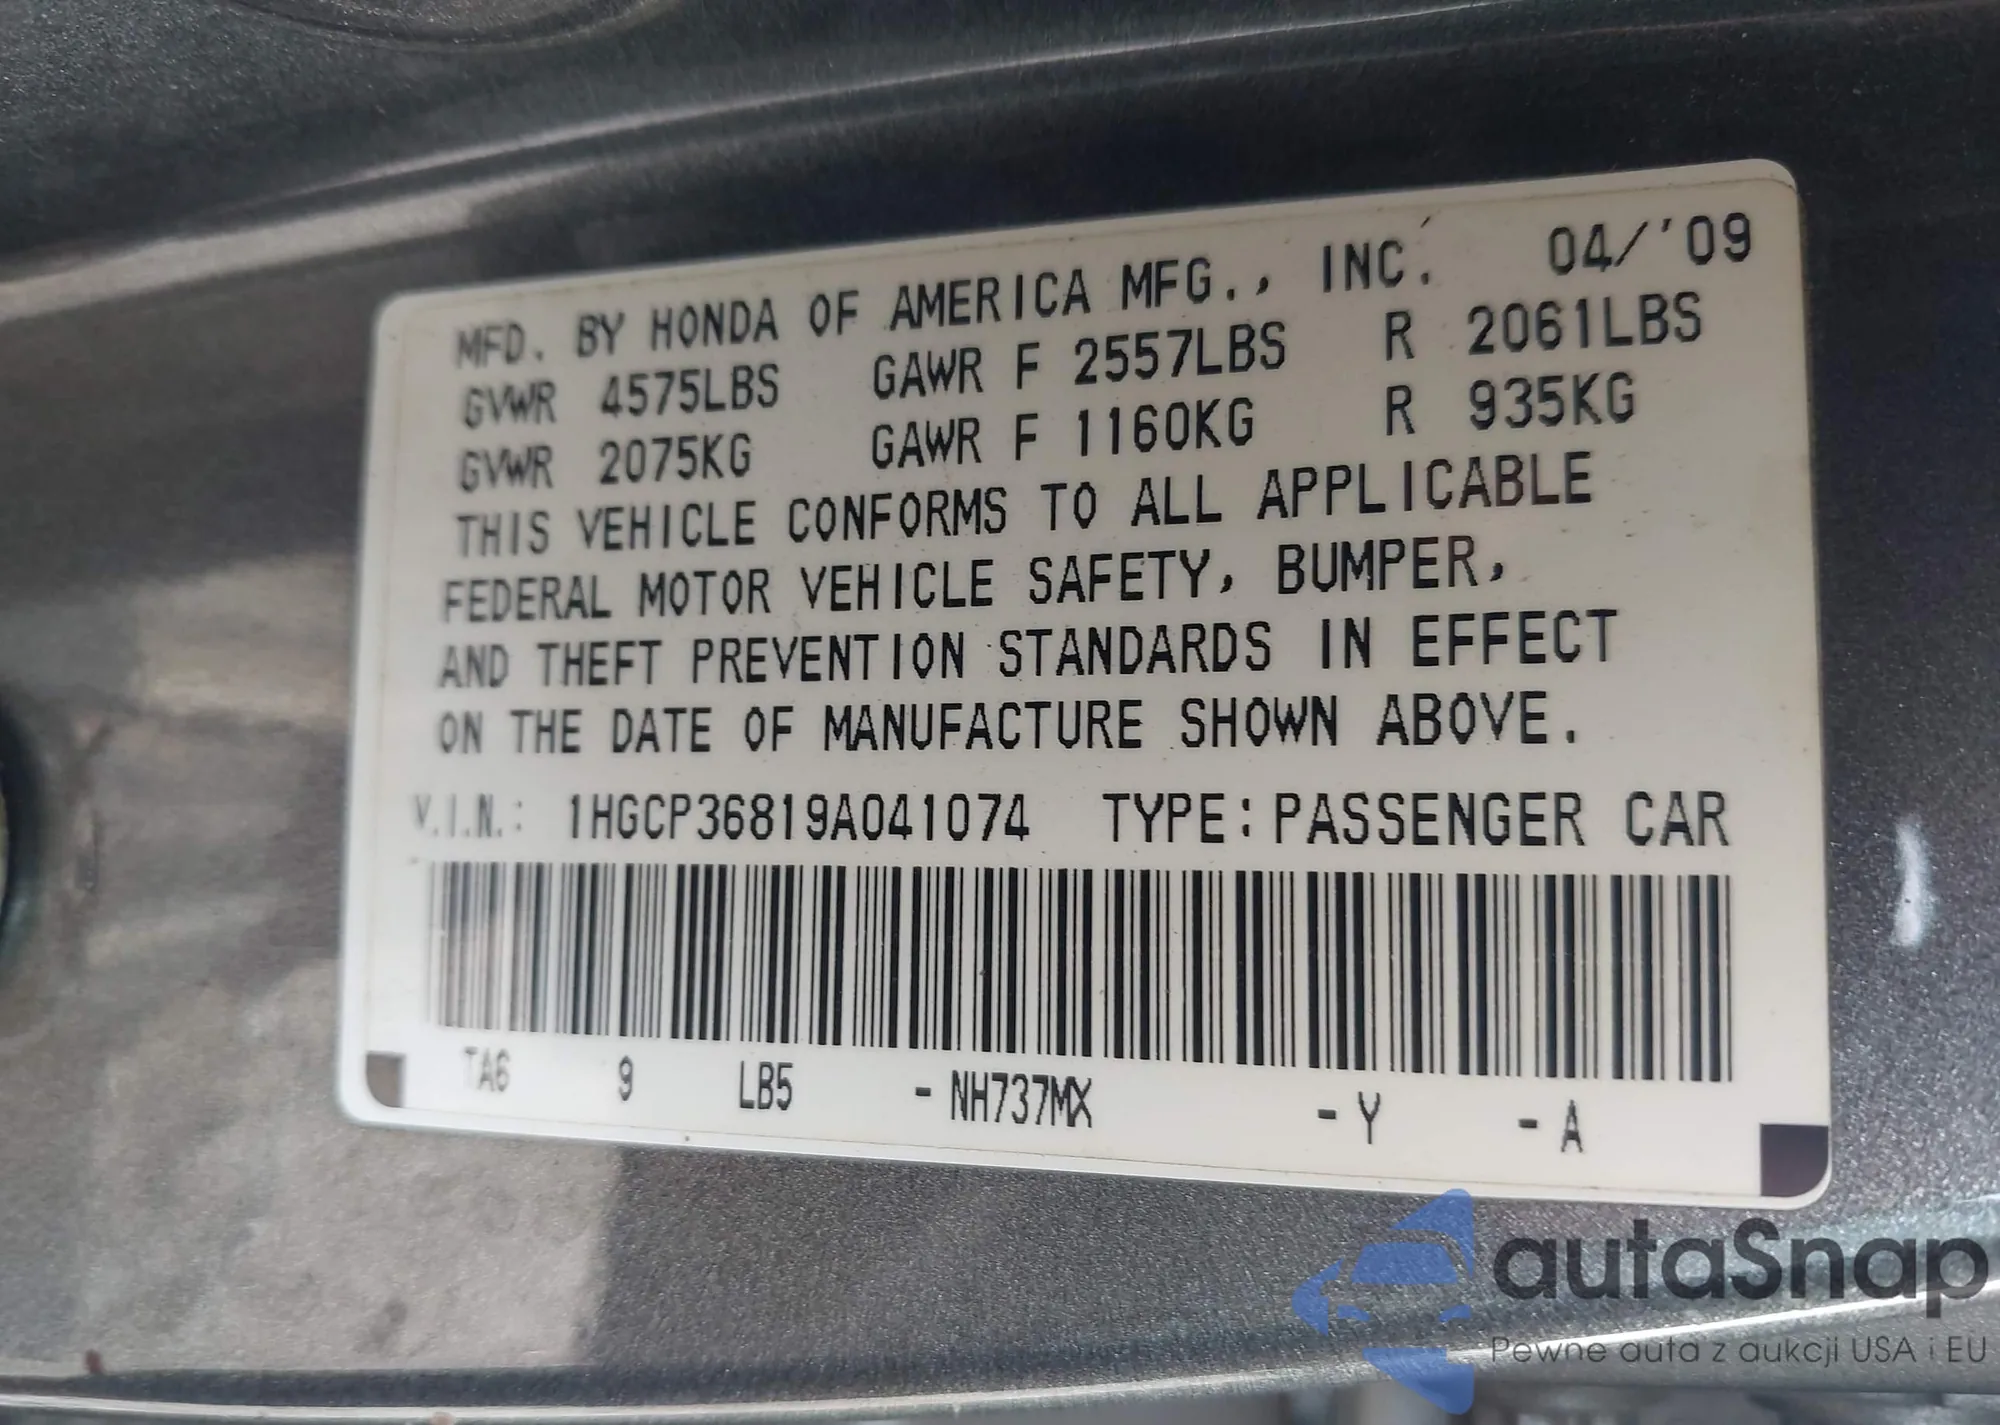 MFD. BY HONDA OF AMERICA MFG., INC. 04/'09
GVWR 4575LBS GAWR F 2557LBS R 2061LBS
GVWR 2075KG GAWR F 1160KG R 935KG
THIS VEHICLE CONFORMS TO ALL APPLICABLE
FEDERAL MOTOR VEHICLE SAFETY, BUMPER,
AND THEFT PREVENTION STANDARDS IN EFFECT
ON THE DATE OF MANUFACTURE SHOWN ABOVE.
V.I.N.: 1HGCP36819A041074 TYPE: PASSENGER CAR
TA6 9 LB5 - NH737MX - Y - A
autaSnap
Pewne auta z aukcji USA i EU